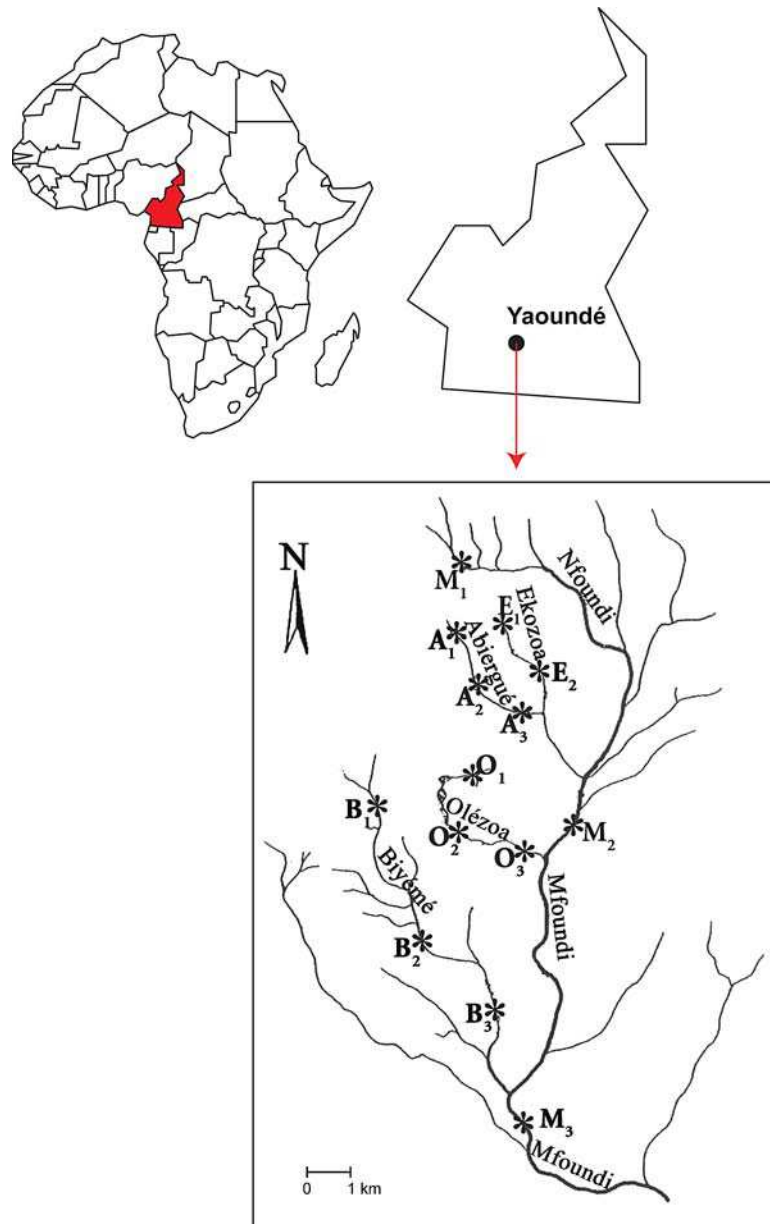 Yaoundé
N
M1
Nfoundi
E1
Ekozoa
A1
Abiergué
E2
A2
A3
O1
B1
Olézoa
O2
M2
O3
Biyémé
Mfoundi
B2
B3
M3
Mfoundi
0 1 km